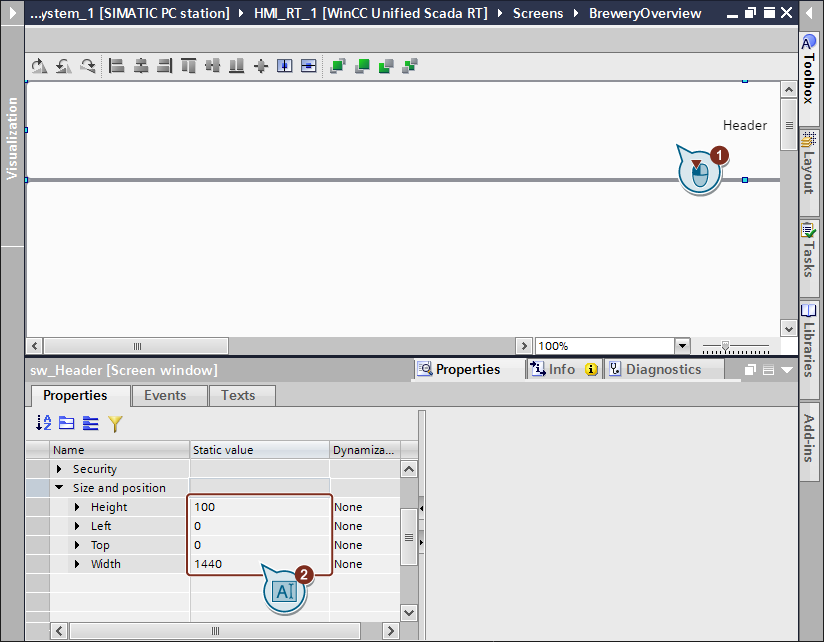 ...ystem_1 [SIMATIC PC station] HMI_RT_1 [WinCC Unified Scada RT] Screens BreweryOverview
Visualization
Header
1
Toolbox
Layout
Tasks
Libraries
Add-ins
100%
sw_Header [Screen window]
Properties Info Diagnostics
Properties Events Texts
Name Static value Dynamiza...
Security
Size and position
Height 100 None
Left 0 None
Top 0 None
Width 1440 None
2
AI